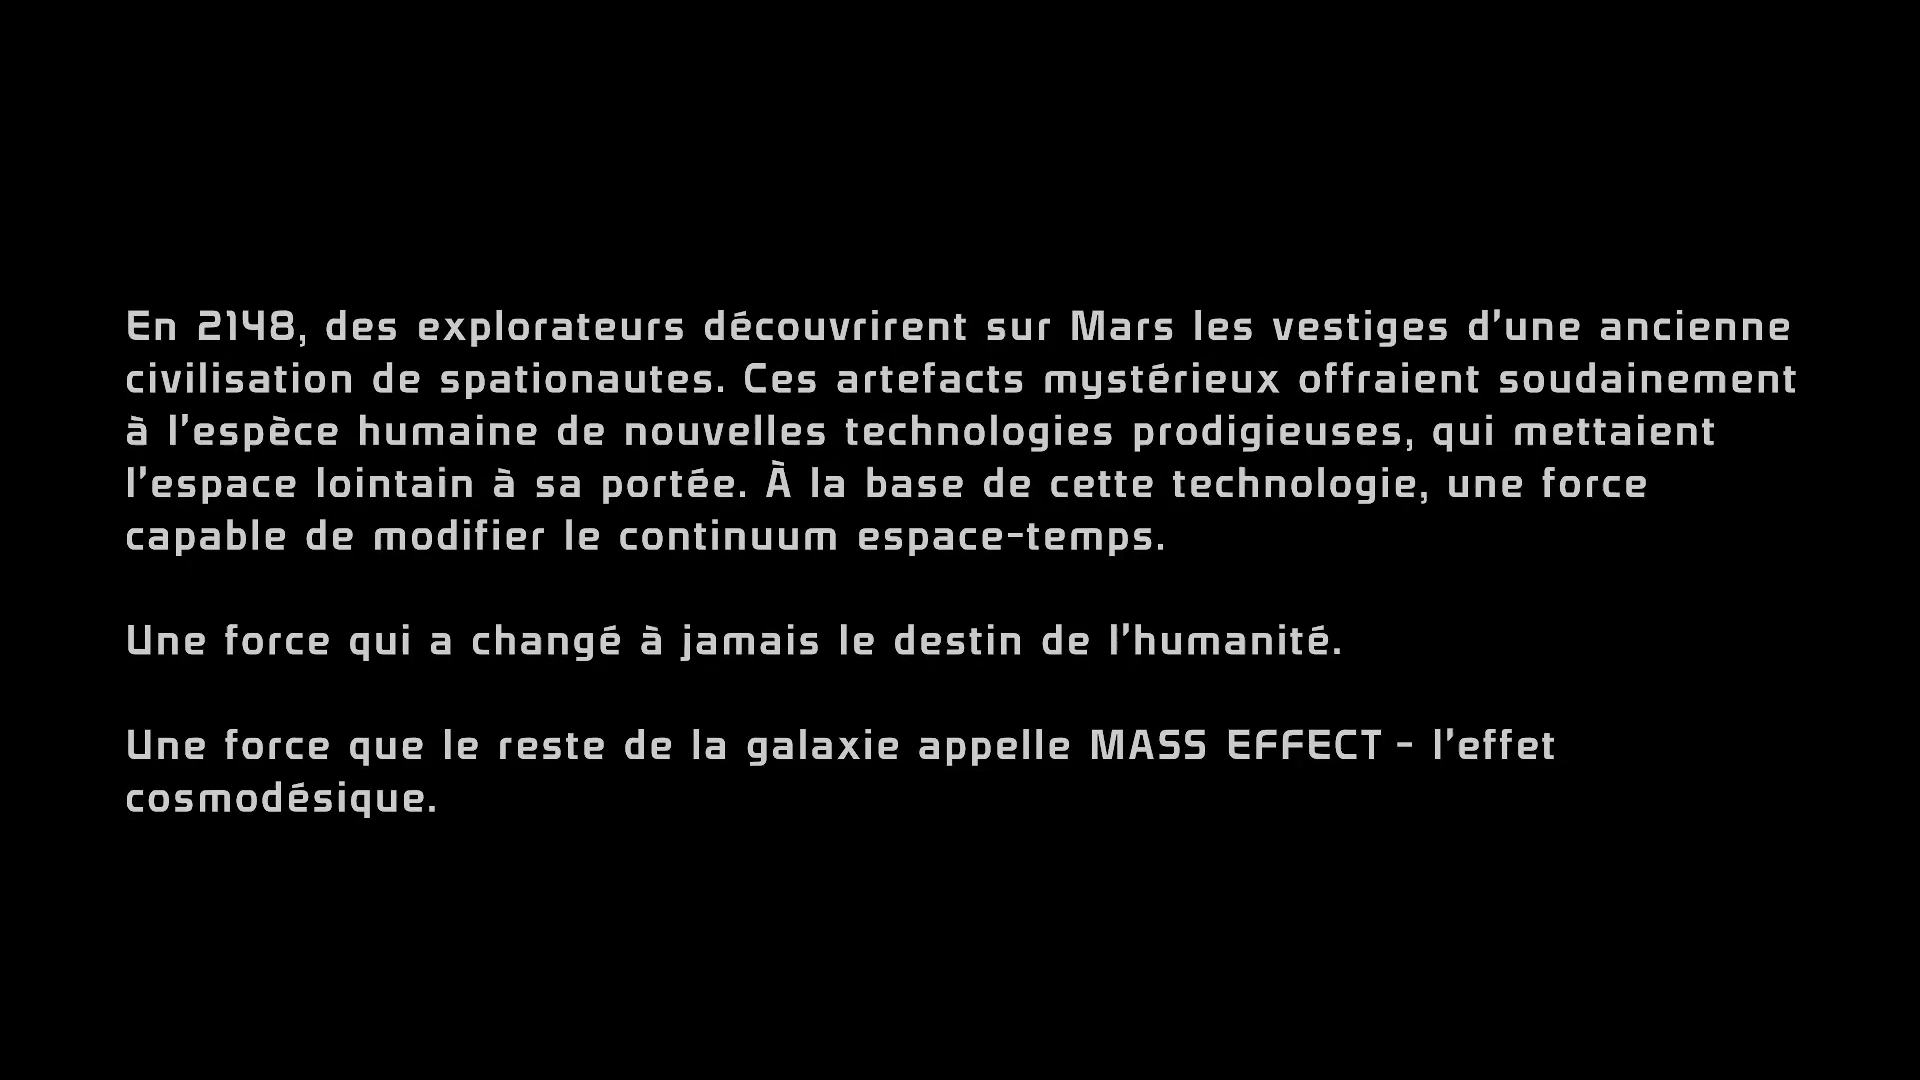 En 2148, des explorateurs découvrirent sur Mars les vestiges d'une ancienne
civilisation de spationautes. Ces artefacts mystérieux offraient soudainement
à l'espèce humaine de nouvelles technologies prodigieuses, qui mettaient
l'espace lointain à sa portée. À la base de cette technologie, une force
capable de modifier le continuum espace-temps.
Une force qui a changé à jamais le destin de l'humanité.
Une force que le reste de la galaxie appelle MASS EFFECT - l'effet
cosmodésique.